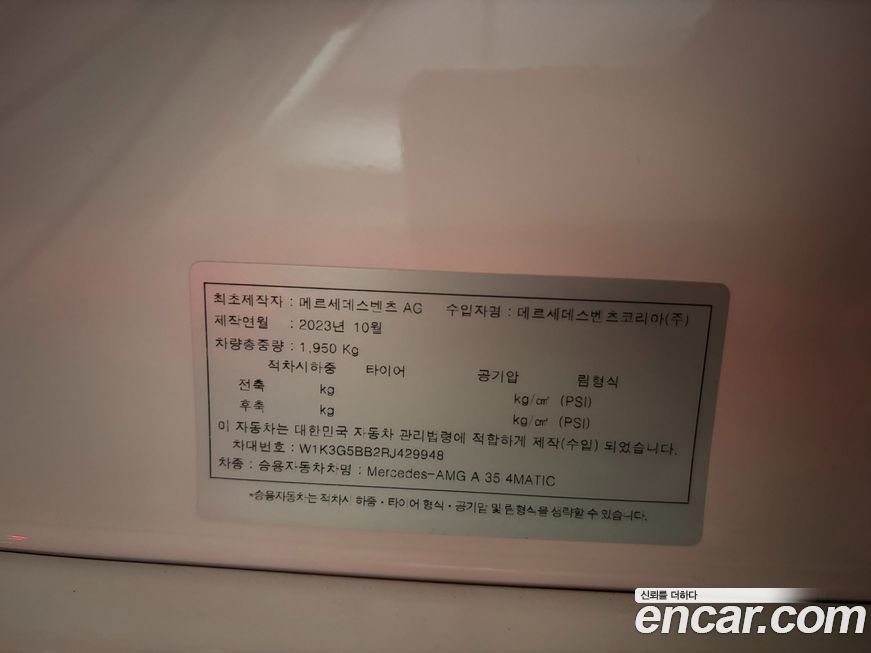 최초제작자 : 메르세데스벤츠 AG 수입자명 : 메르세데스벤츠코리아(주)
제작연월 : 2023년 10월
차량총중량 : 1,950 Kg
적차시하중 타이어 공기압 림형식
전축 kg kg/㎠ (PSI)
후축 kg kg/㎠ (PSI)
이 자동차는 대한민국 자동차 관리법령에 적합하게 제작(수입) 되었습니다.
차대번호 : W1K3G5BB2RJ429948
차종 : 승용자동차차명 : Mercedes-AMG A 35 4MATIC
*승용자동차는 적차시 하중·타이어 형식·공기압 및 림형식을 생략할 수 있습니다.
신뢰를 더하다
encar.com